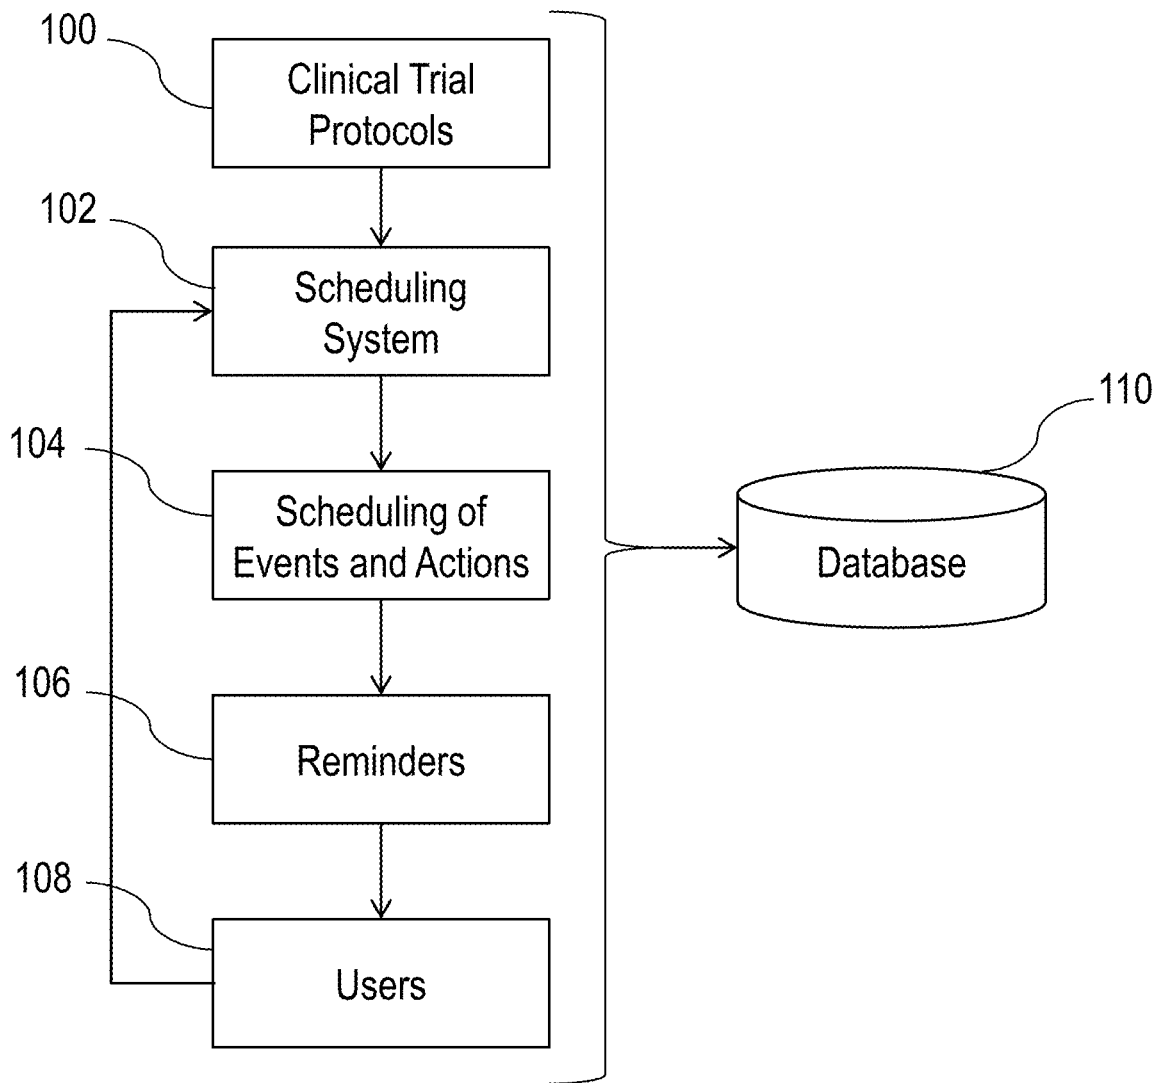 100
Clinical Trial
Protocols
102
Scheduling
System
110
104
Scheduling of
Events and Actions
Database
106
Reminders
108
Users